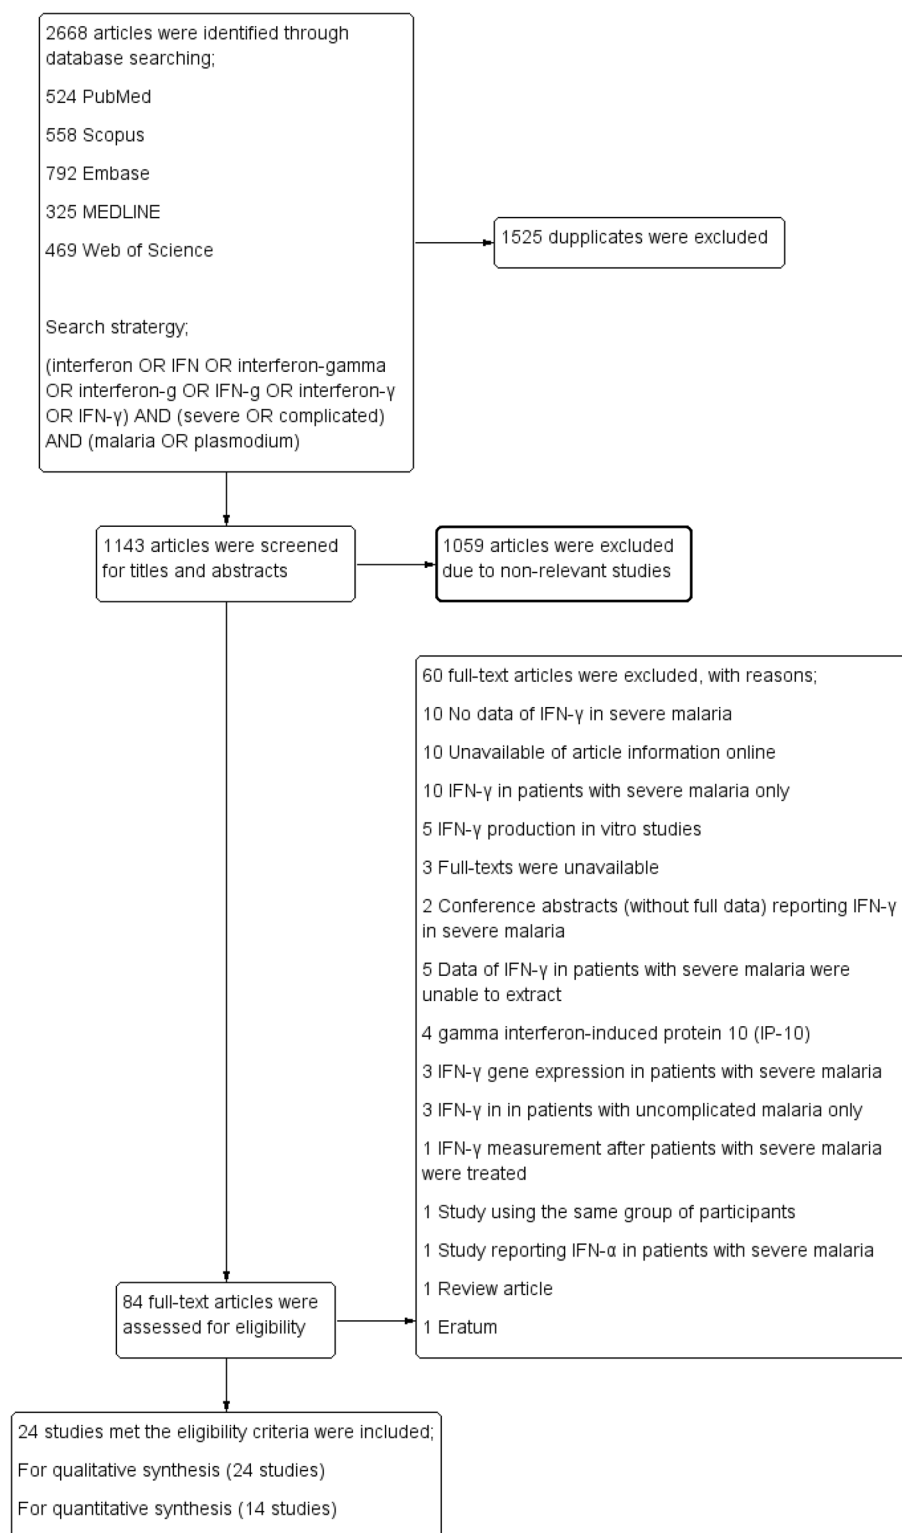 2668 articles were identified through
database searching;
524 PubMed
558 Scopus
792 Embase
325 MEDLINE
469 Web of Science
Search stratergy;
(interferon OR IFN OR interferon-gamma
OR interferon-g OR IFN-g OR interferon-γ
OR IFN-γ) AND (severe OR complicated)
AND (malaria OR plasmodium)
1525 dupplicates were excluded
1143 articles were screened
for titles and abstracts
1059 articles were excluded
due to non-relevant studies
60 full-text articles were excluded, with reasons;
10 No data of IFN-γ in severe malaria
10 Unavailable of article information online
10 IFN-γ in patients with severe malaria only
5 IFN-γ production in vitro studies
3 Full-texts were unavailable
2 Conference abstracts (without full data) reporting IFN-γ
in severe malaria
5 Data of IFN-γ in patients with severe malaria were
unable to extract
4 gamma interferon-induced protein 10 (IP-10)
3 IFN-γ gene expression in patients with severe malaria
3 IFN-γ in in patients with uncomplicated malaria only
1 IFN-γ measurement after patients with severe malaria
were treated
1 Study using the same group of participants
1 Study reporting IFN-α in patients with severe malaria
1 Review article
1 Eratum
84 full-text articles were
assessed for eligibility
24 studies met the eligibility criteria were included;
For qualitative synthesis (24 studies)
For quantitative synthesis (14 studies)